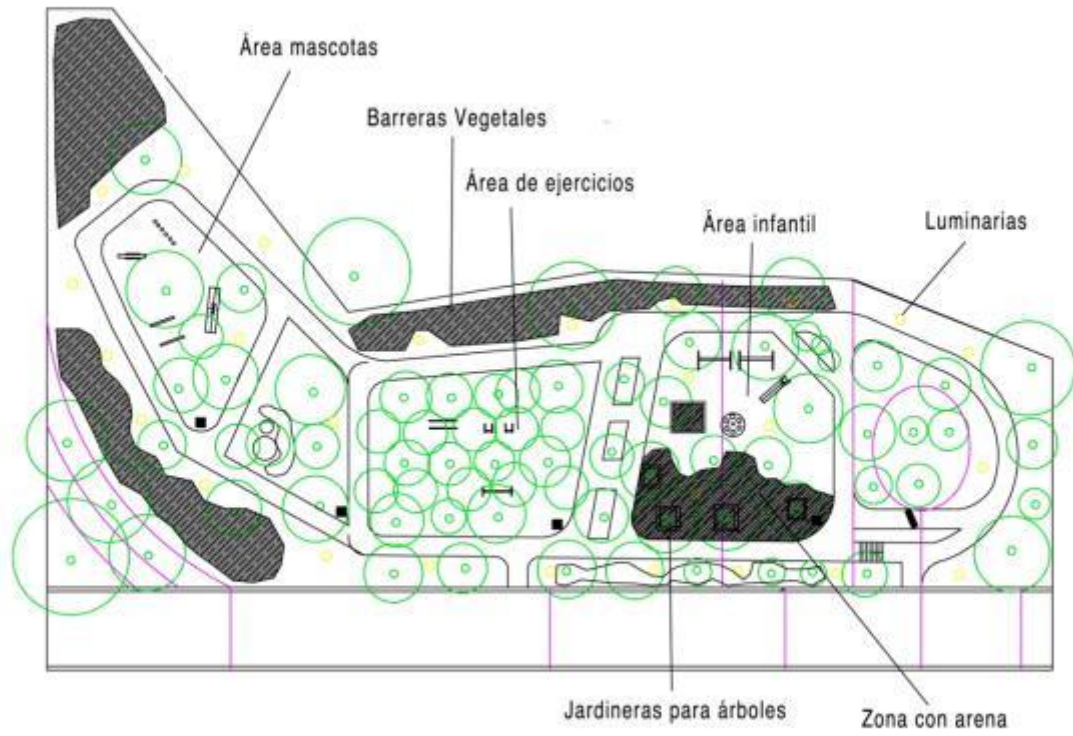 Área mascotas
Barreras Vegetales
Área de ejercicios
Área infantil
Luminarias
Jardineras para árboles
Zona con arena